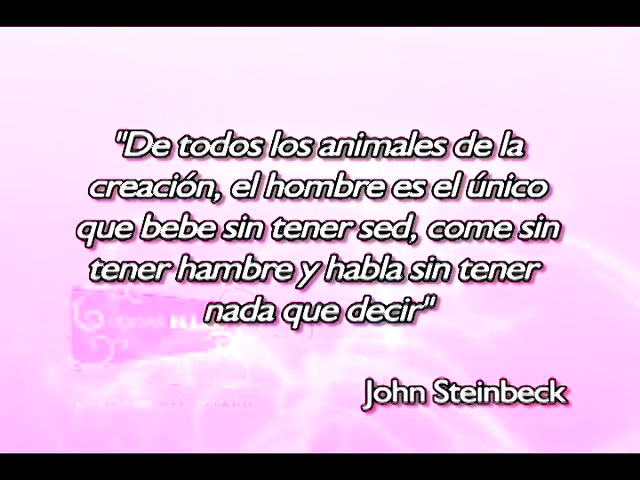 "De todos los animales de la
creación, el hombre es el único
que bebe sin tener sed, come sin
tener hambre y habla sin tener
nada que decir"
John Steinbeck